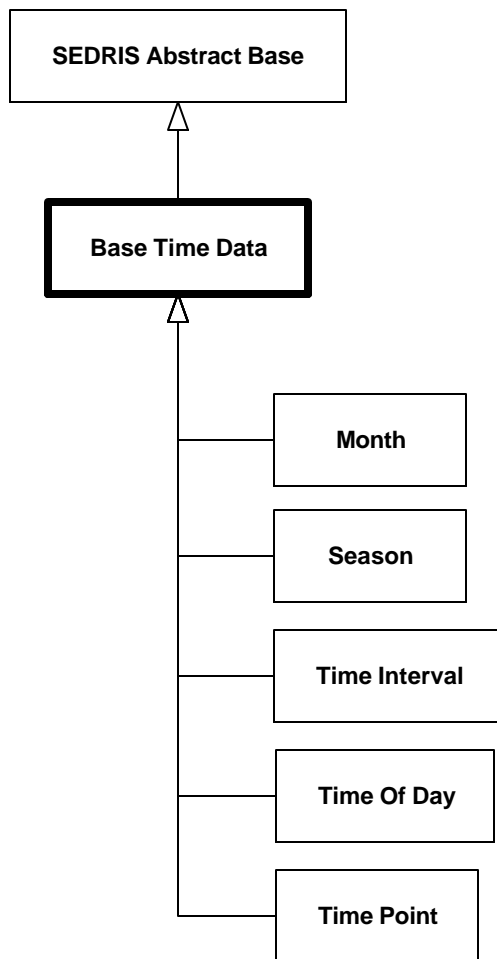 SEDRIS Abstract Base
Base Time Data
Month
Season
Time Interval
Time Of Day
Time Point